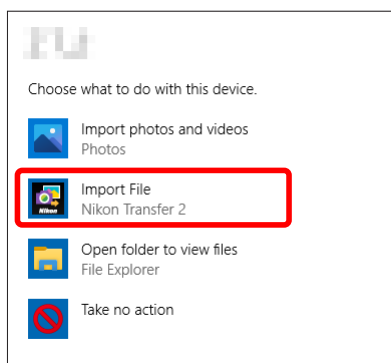 Choose what to do with this device.
Import photos and videos
Photos
Import File
Nikon Transfer 2
Nikon
Open folder to view files
File Explorer
Take no action